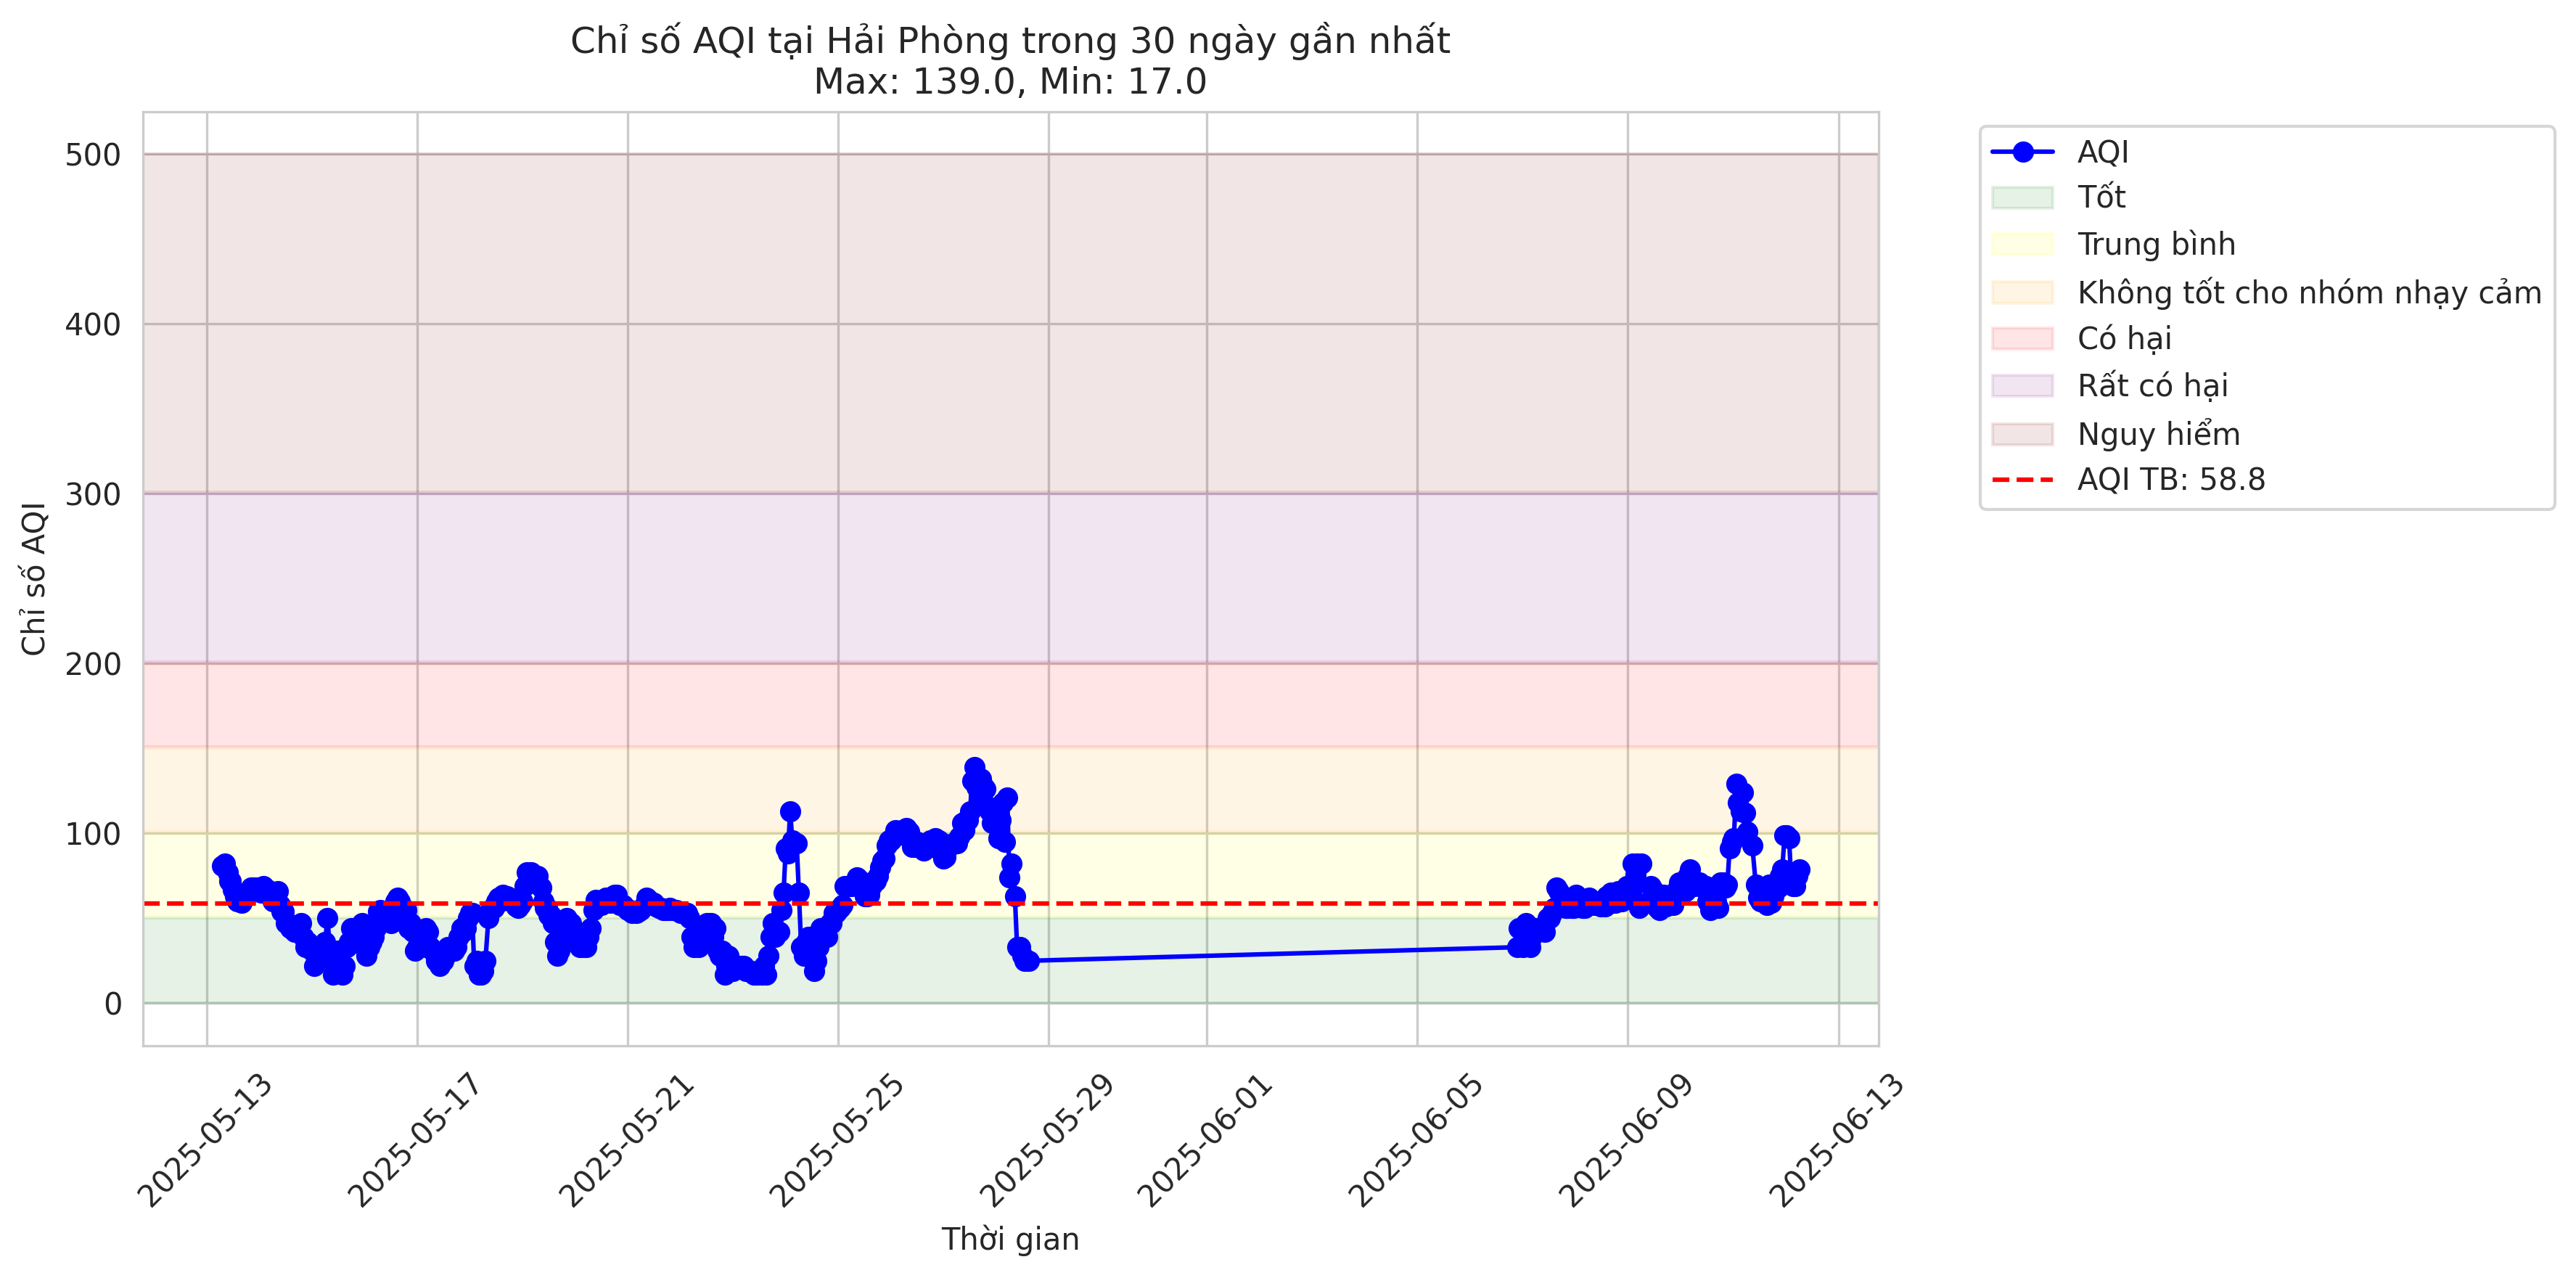 Chỉ số AQI tại Hải Phòng trong 30 ngày gần nhất
Max: 139.0, Min: 17.0
Chỉ số AQI
500
400
300
200
100
0
2025-05-13
2025-05-17
2025-05-21
2025-05-25
2025-05-29
2025-06-01
2025-06-05
2025-06-09
2025-06-13
Thời gian
AQI
Tốt
Trung bình
Không tốt cho nhóm nhạy cảm
Có hại
Rất có hại
Nguy hiểm
AQI TB: 58.8